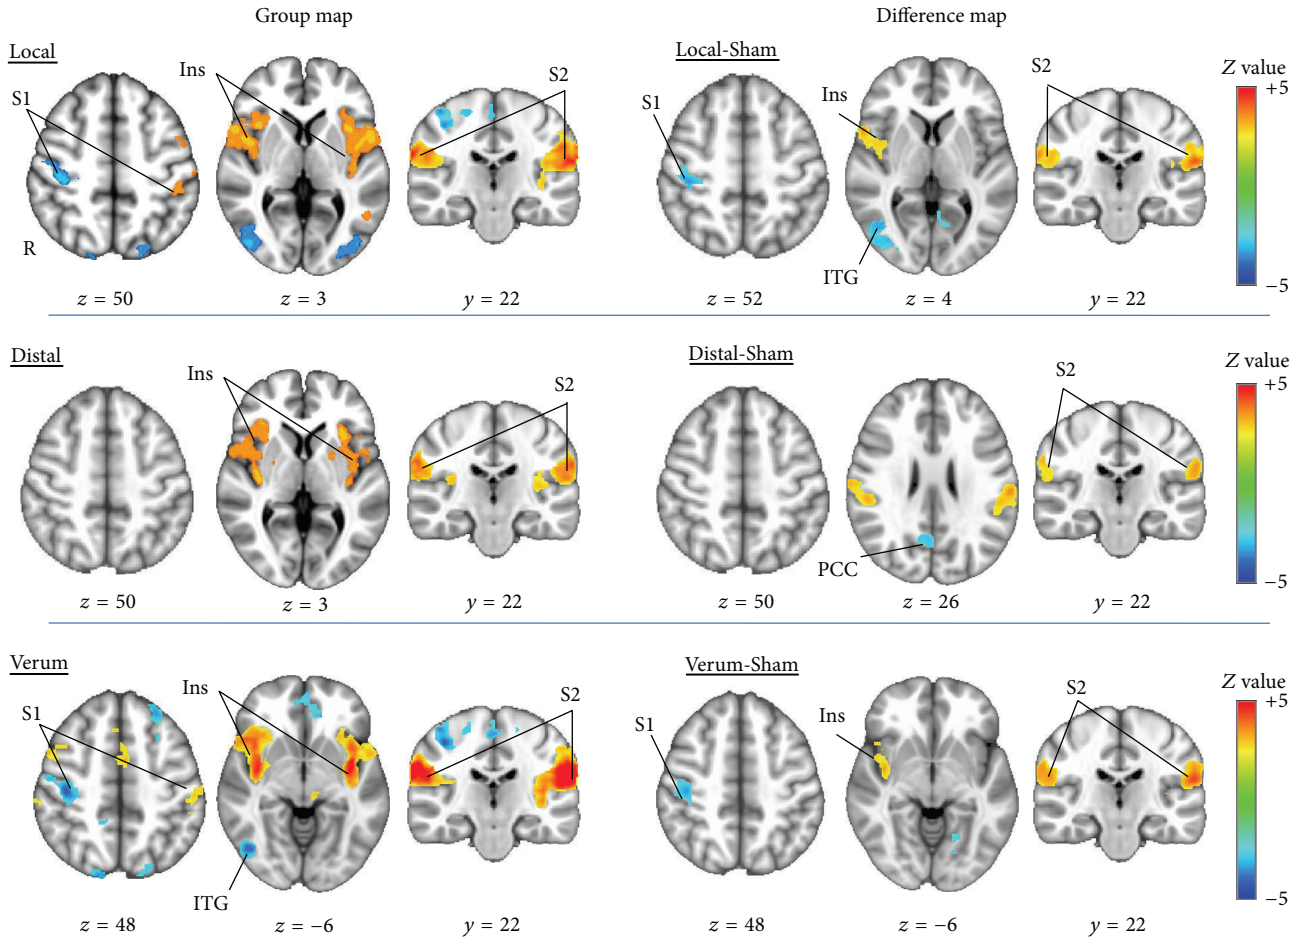 Group map
Difference map
Local
Local-Sham
Ins
S2
S1
R
z = 50
z = 3
y = 22
S1
Ins
S2
ITG
z = 52
z = 4
y = 22
Z value
+5
−5
Distal
Distal-Sham
Ins
S2
z = 50
z = 3
y = 22
S2
PCC
z = 50
z = 26
y = 22
Z value
+5
−5
Verum
Verum-Sham
S1
Ins
S2
ITG
z = 48
z = −6
y = 22
S1
Ins
S2
z = 48
z = −6
y = 22
Z value
+5
−5